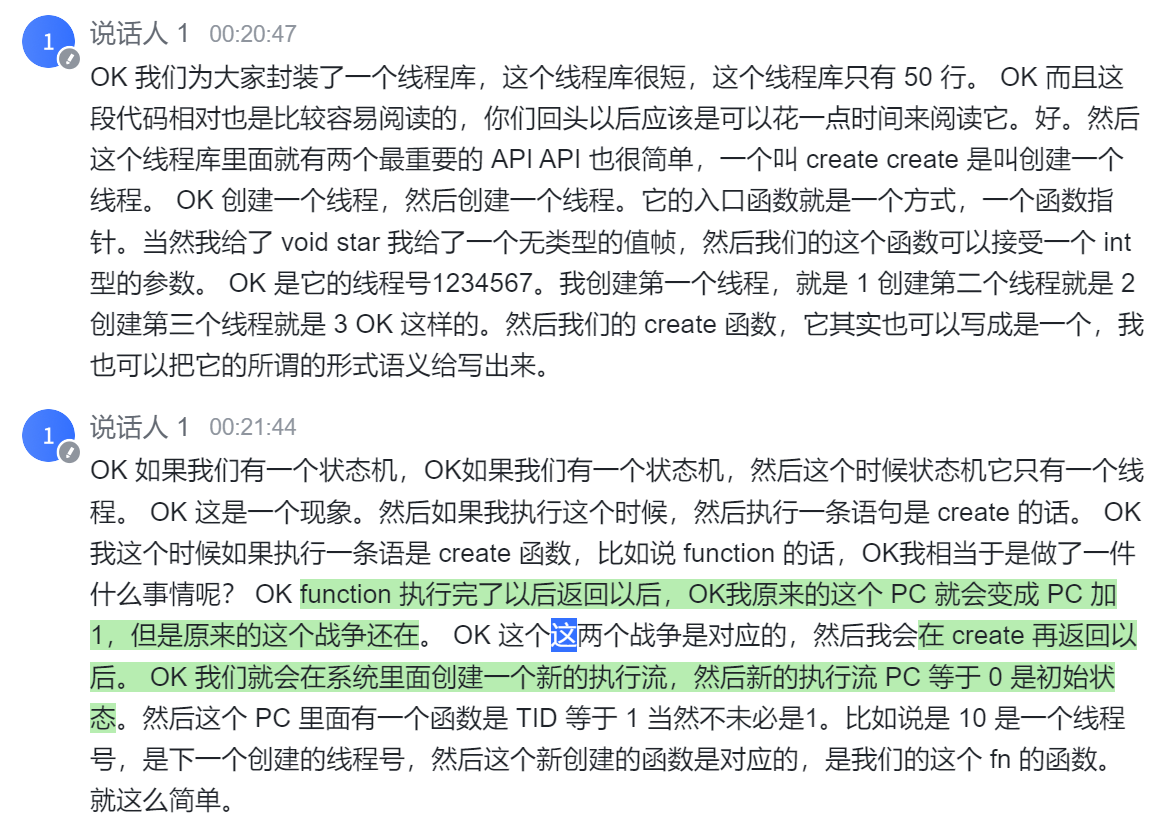 1 说话人 1 00:20:47
OK 我们为大家封装了一个线程库，这个线程库很短，这个线程库只有 50 行。 OK 而且这
段代码相对也是比较容易阅读的，你们回头以后应该是可以花一点时间来阅读它。好。然后
这个线程库里面就有两个最重要的 API API 也很简单，一个叫 create create 是叫创建一个
线程。 OK 创建一个线程，然后创建一个线程。它的入口函数就是一个方式，一个函数指
针。当然我给了 void star 我给了一个无类型的值帧，然后我们的这个函数可以接受一个 int
型的参数。 OK 是它的线程号1234567。我创建第一个线程，就是 1 创建第二个线程就是 2
创建第三个线程就是 3 OK 这样的。然后我们的 create 函数，它其实也可以写成是一个，我
也可以把它的所谓的形式语义给写出来。
1 说话人 1 00:21:44
OK 如果我们有一个状态机，OK如果我们有一个状态机，然后这个时候状态机它只有一个线
程。 OK 这是一个现象。然后如果我执行这个时候，然后执行一条语句是 create 的话。 OK
我这个时候如果执行一条语是 create 函数，比如说 function 的话，OK我相当于是做了一件
什么事情呢？ OK function 执行完了以后返回以后，OK我原来的这个 PC 就会变成 PC 加
1，但是原来的这个战争还在。 OK 这个这两个战争是对应的，然后我会在 create 再返回以
后。 OK 我们就会在系统里面创建一个新的执行流，然后新的执行流 PC 等于 0 是初始状
态。然后这个 PC 里面有一个函数是 TID 等于 1 当然不未必是1。比如说是 10 是一个线程
号，是下一个创建的线程号，然后这个新创建的函数是对应的，是我们的这个 fn 的函数。
就这么简单。